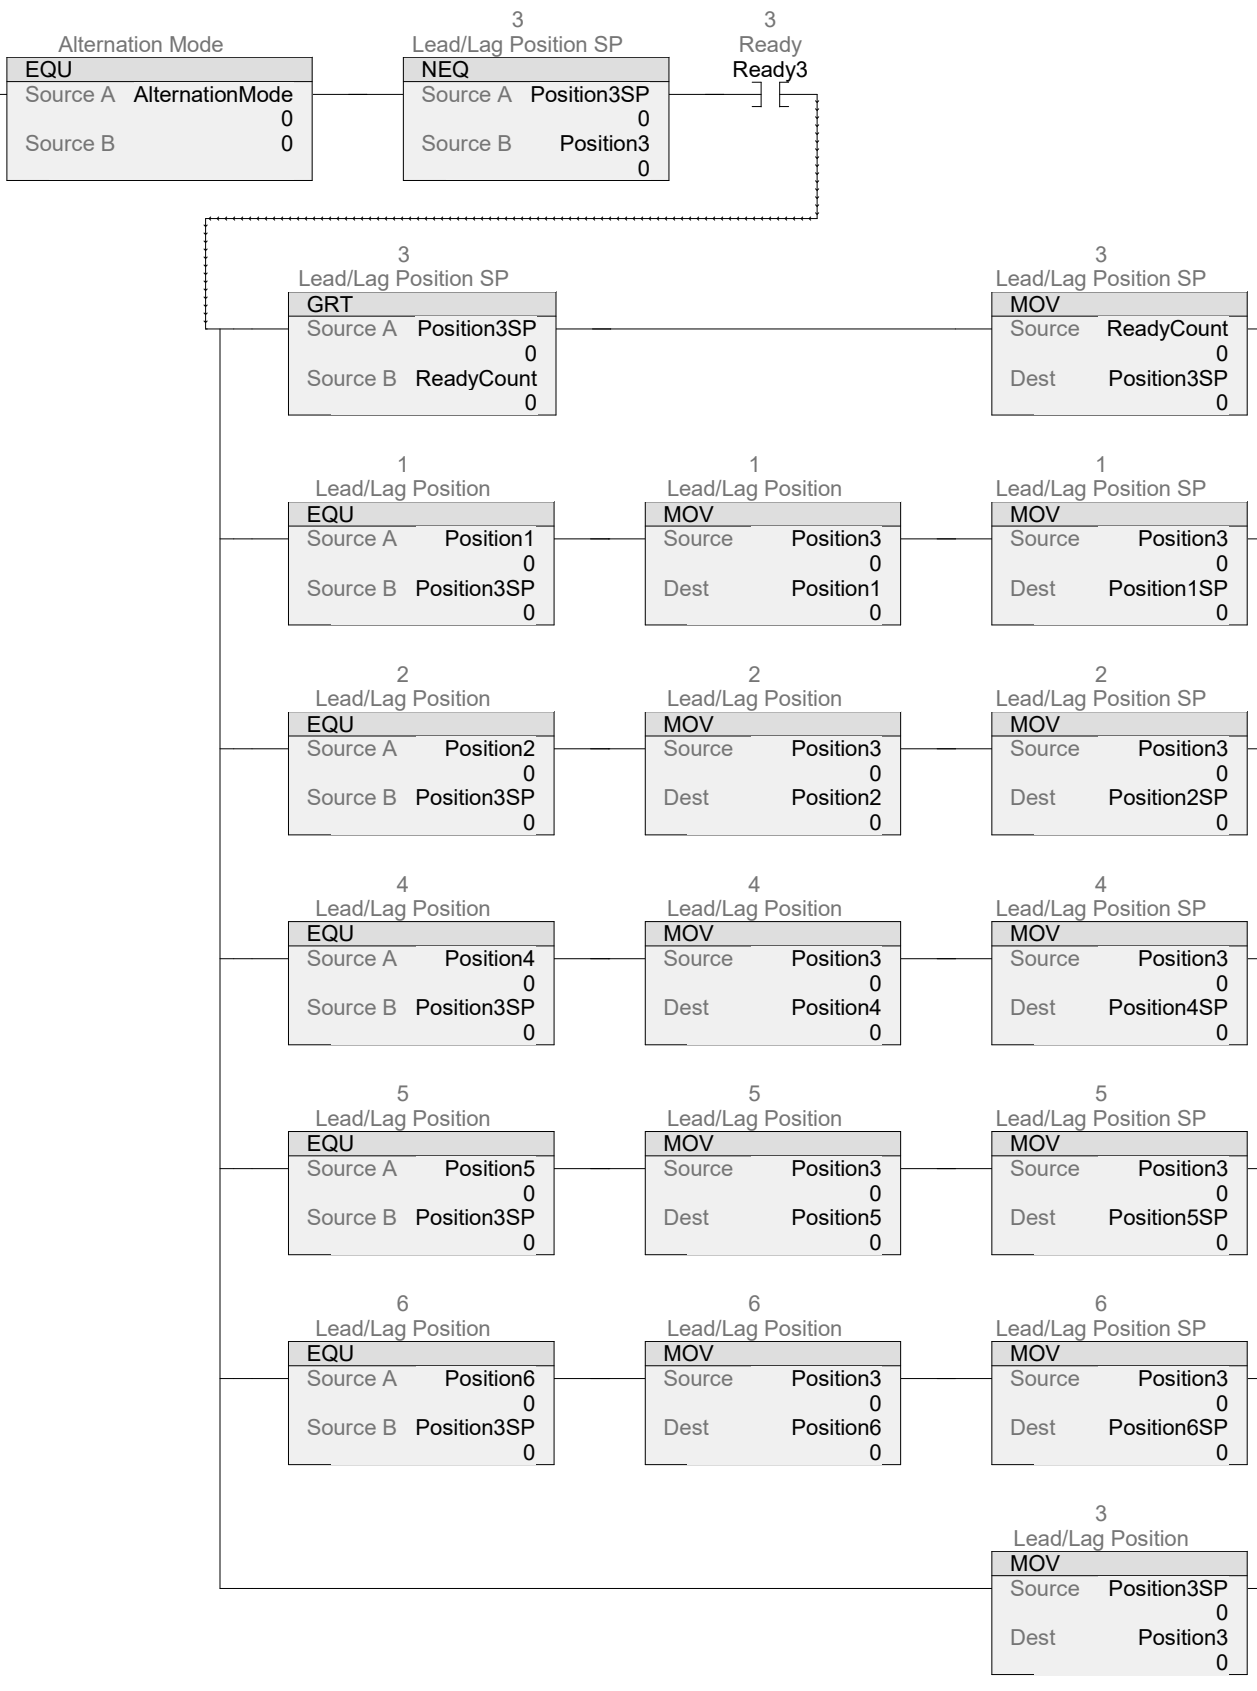 Alternation Mode
EQU
Source A AlternationMode
0
Source B 0
3
Lead/Lag Position SP
NEQ
Source A Position3SP
0
Source B Position3
0
3
Ready
Ready3
3
Lead/Lag Position SP
GRT
Source A Position3SP
0
Source B ReadyCount
0
3
Lead/Lag Position SP
MOV
Source ReadyCount
0
Dest Position3SP
0
1
Lead/Lag Position
EQU
Source A Position1
0
Source B Position3SP
0
1
Lead/Lag Position
MOV
Source Position3
0
Dest Position1
0
1
Lead/Lag Position SP
MOV
Source Position3
0
Dest Position1SP
0
2
Lead/Lag Position
EQU
Source A Position2
0
Source B Position3SP
0
2
Lead/Lag Position
MOV
Source Position3
0
Dest Position2
0
2
Lead/Lag Position SP
MOV
Source Position3
0
Dest Position2SP
0
4
Lead/Lag Position
EQU
Source A Position4
0
Source B Position3SP
0
4
Lead/Lag Position
MOV
Source Position3
0
Dest Position4
0
4
Lead/Lag Position SP
MOV
Source Position3
0
Dest Position4SP
0
5
Lead/Lag Position
EQU
Source A Position5
0
Source B Position3SP
0
5
Lead/Lag Position
MOV
Source Position3
0
Dest Position5
0
5
Lead/Lag Position SP
MOV
Source Position3
0
Dest Position5SP
0
6
Lead/Lag Position
EQU
Source A Position6
0
Source B Position3SP
0
6
Lead/Lag Position
MOV
Source Position3
0
Dest Position6
0
6
Lead/Lag Position SP
MOV
Source Position3
0
Dest Position6SP
0
3
Lead/Lag Position
MOV
Source Position3SP
0
Dest Position3
0